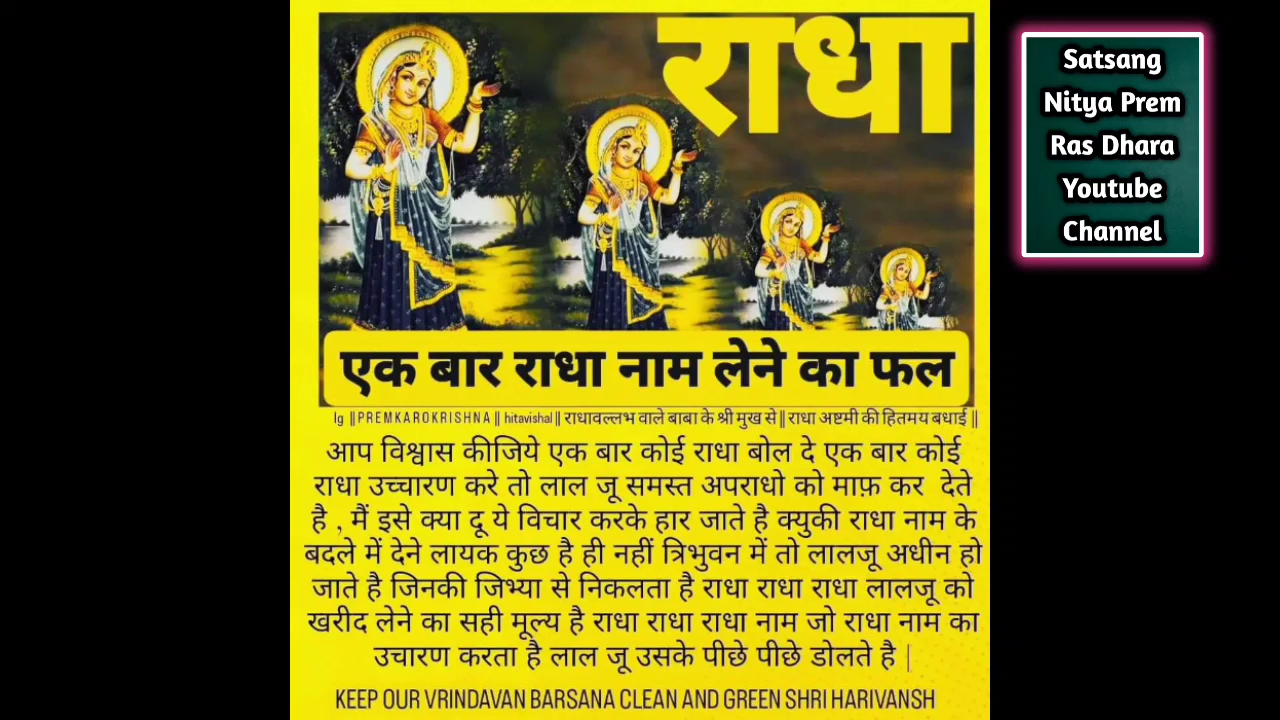 राधा
एक बार राधा नाम लेने का फल
Ig ||PREMKAROKRISHNA|| hitavishal|| राधावल्लभ वाले बाबा के श्री मुख से|| राधा अष्टमी की हितमय बधाई ||
आप विश्वास कीजिये एक बार कोई राधा बोल दे एक बार कोई
राधा उच्चारण करे तो लाल जू समस्त अपराधो को माफ़ कर देते
है , मैं इसे क्या दू ये विचार करके हार जाते है क्युकी राधा नाम के
बदले में देने लायक कुछ है ही नहीं त्रिभुवन में तो लालजू अधीन हो
जाते है जिनकी जिभ्या से निकलता है राधा राधा राधा लालजू को
खरीद लेने का सही मूल्य है राधा राधा राधा नाम जो राधा नाम का
उचारण करता है लाल जू उसके पीछे पीछे डोलते है |
KEEP OUR VRINDAVAN BARSANA CLEAN AND GREEN SHRI HARIVANSH
Satsang
Nitya Prem
Ras Dhara
Youtube
Channel